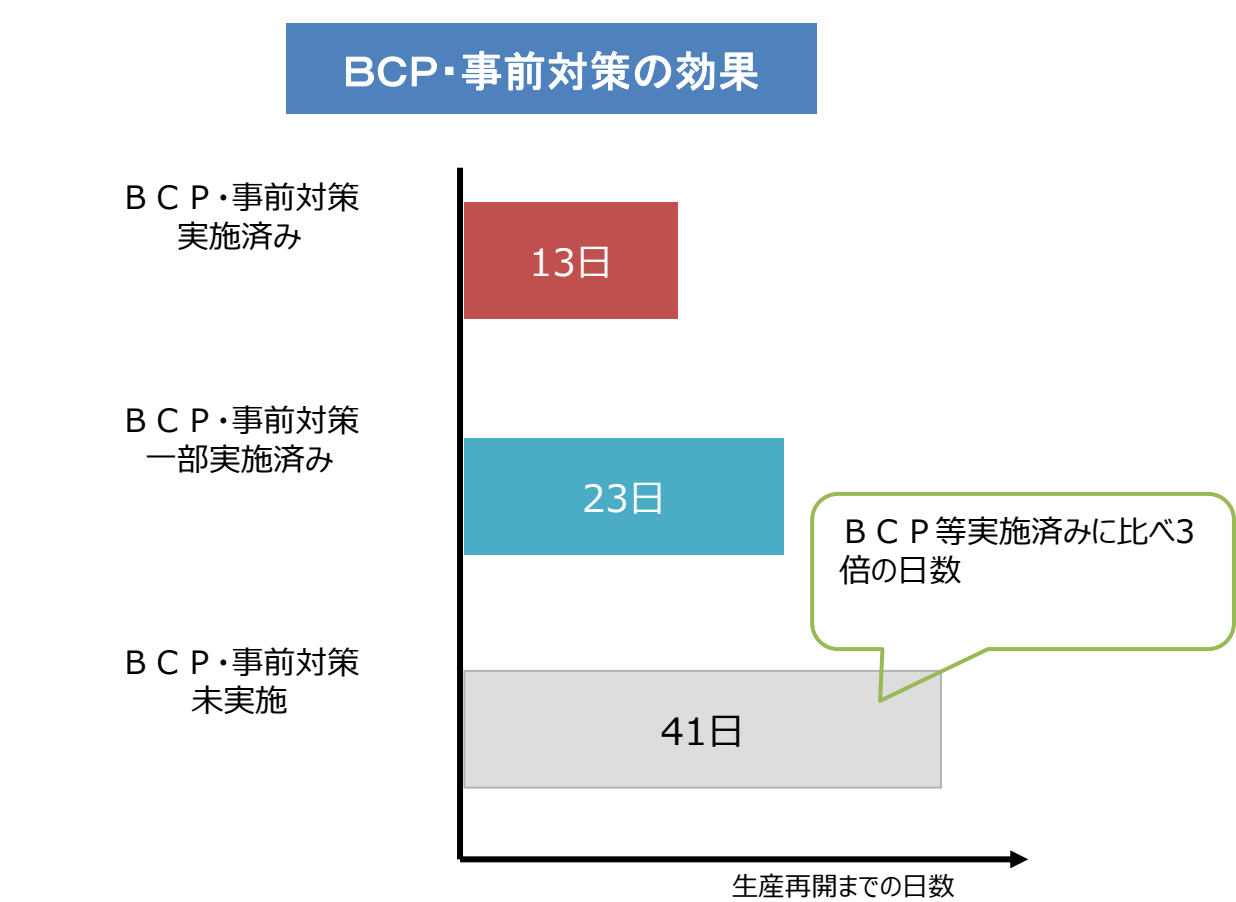 BCP・事前対策の効果
ＢＣＰ・事前対策
実施済み
13日
ＢＣＰ・事前対策
一部実施済み
23日
ＢＣＰ等実施済みに比べ3
倍の日数
ＢＣＰ・事前対策
未実施
41日
生産再開までの日数